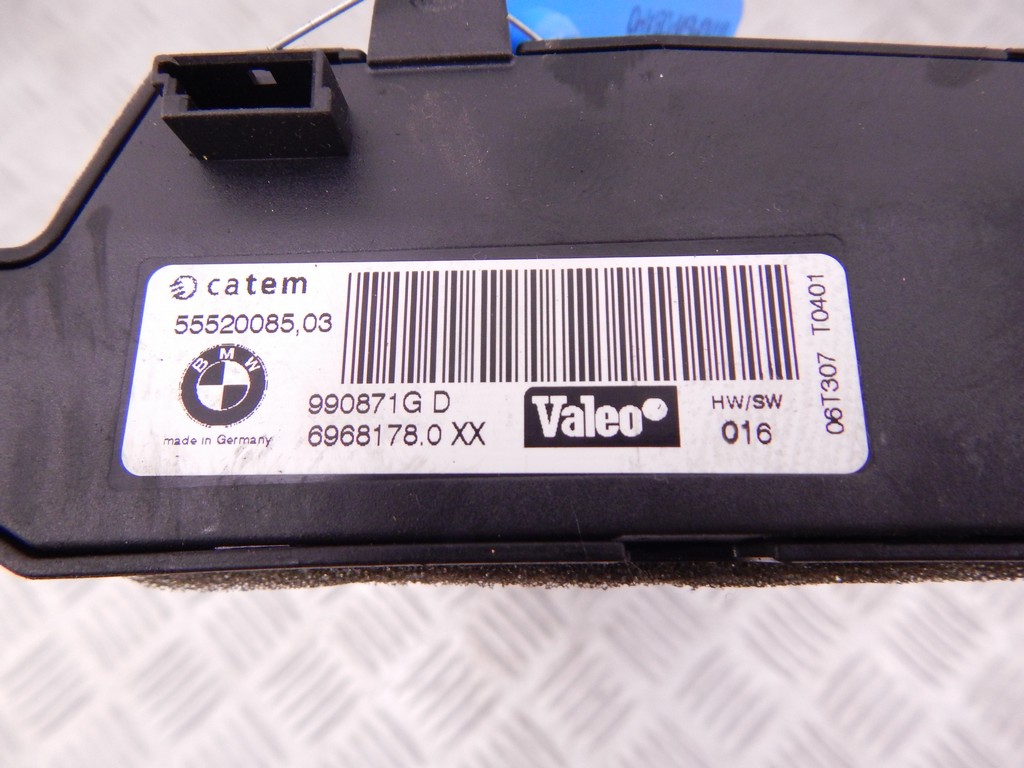 catem
55520085,03
BMW
made in Germany
990871G D
6968178.0 XX
Valeo
HW/SW
016
06T307 T0401